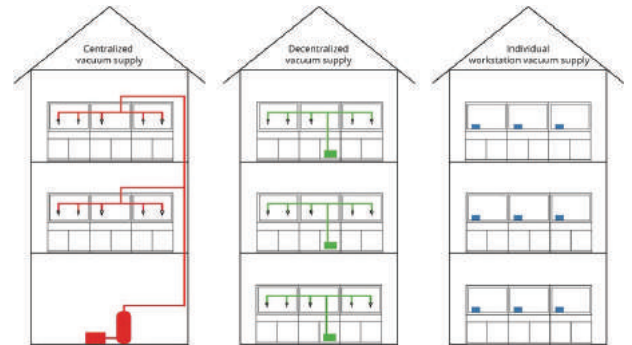 Centralized
vacuum supply
Decentralized
vacuum supply
Individual
workstation vacuum supply